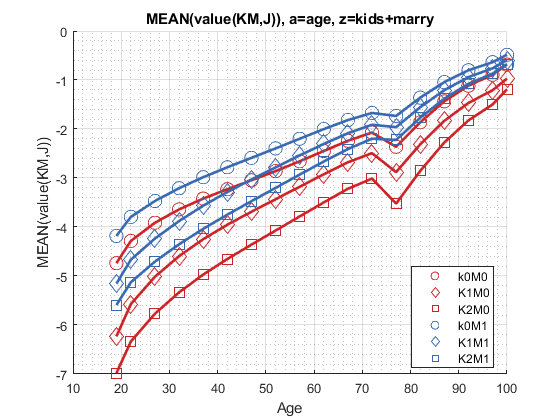 MEAN(value(KM,J)), a=age, z=kids+marry
0
-1
-2
-3
-4
-5
-6
-7
MEAN(value(KM,J))
k0M0
K1M0
K2M0
k0M1
K1M1
K2M1
10 20 30 40 50 60 70 80 90 100
Age